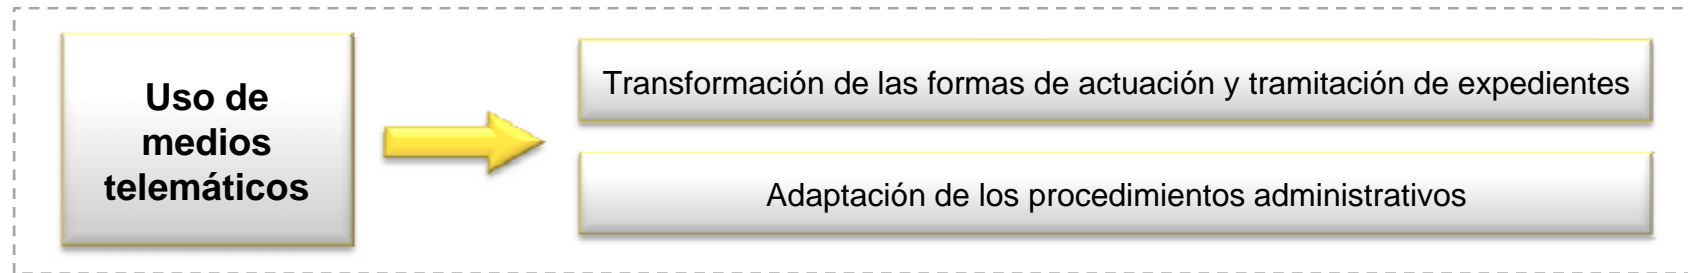 Uso de
medios
telemáticos
Transformación de las formas de actuación y tramitación de expedientes
Adaptación de los procedimientos administrativos